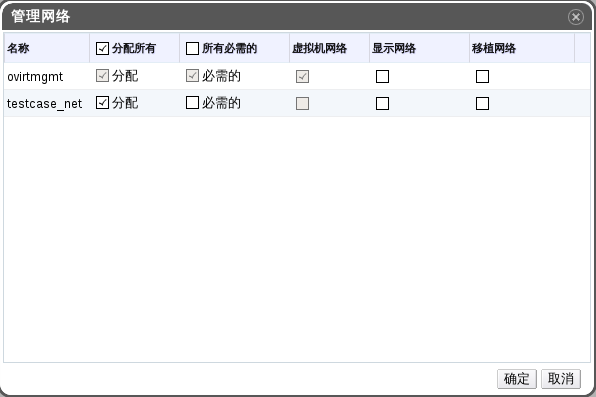 管理网络
名称 分配所有 所有必需的 虚拟机网络 显示网络 移植网络
ovirtmgmt 分配 必需的
testcase_net 分配 必需的
确定 取消